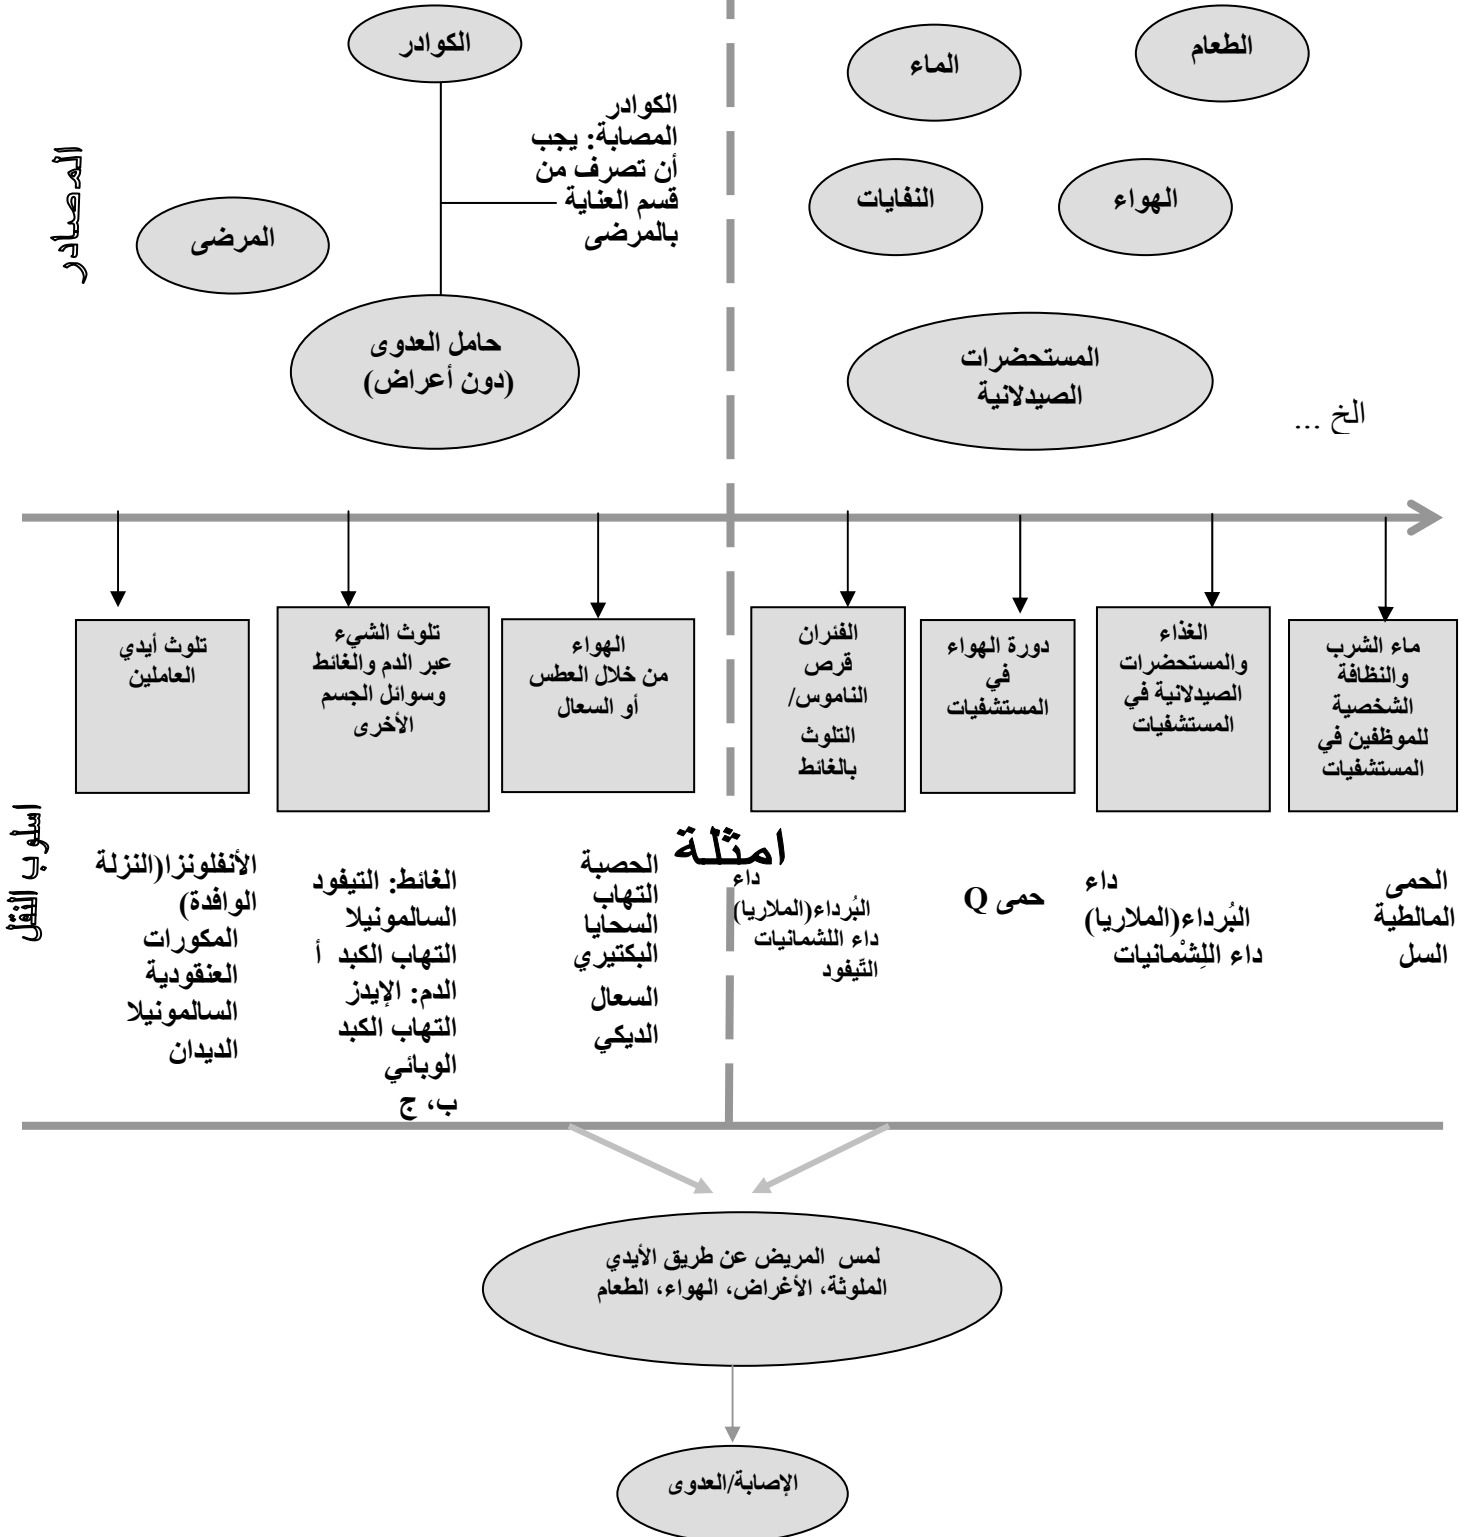 الطعام
الماء
الهواء
النفايات
المستحضرات
الصيدلانية
الخ ...
الكوادر
الكوادر
المصابة: يجب
أن تصرف من
قسم العناية
بالمرضى
المرضى
حامل العدوى
(دون أعراض)
المصادر
ماء الشرب
والنظافة
الشخصية
للموظفين في
المستشفيات
الغذاء
والمستحضرات
الصيدلانية في
المستشفيات
دورة الهواء
في
المستشفيات
الفئران
قرص
الناموس/
التلوث
بالغائط
الهواء
من خلال العطس
أو السعال
تلوث الشيء
عبر الدم والغائط
وسوائل الجسم
الأخرى
تلوث أيدي
العاملين
اسلوب النقل
امثلة
الحمى
المالطية
السل
داء
البُرداء(الملاريا)
داء اللِشْمانيات
حمى Q
داء
البُرداء(الملاريا)
داء اللشمانيات
التَيفود
الحصبة
التهاب
السحايا
البكتيري
السعال
الديكي
الغائط: التيفود
السالمونيلا
التهاب الكبد أ
الدم: الإيدز
التهاب الكبد
الوبائي
ب، ج
الأنفلونزا(النزلة
الوافدة)
المكورات
العنقودية
السالمونيلا
الديدان
لمس المريض عن طريق الأيدي
الملوثة، الأغراض، الهواء، الطعام
الإصابة/العدوى